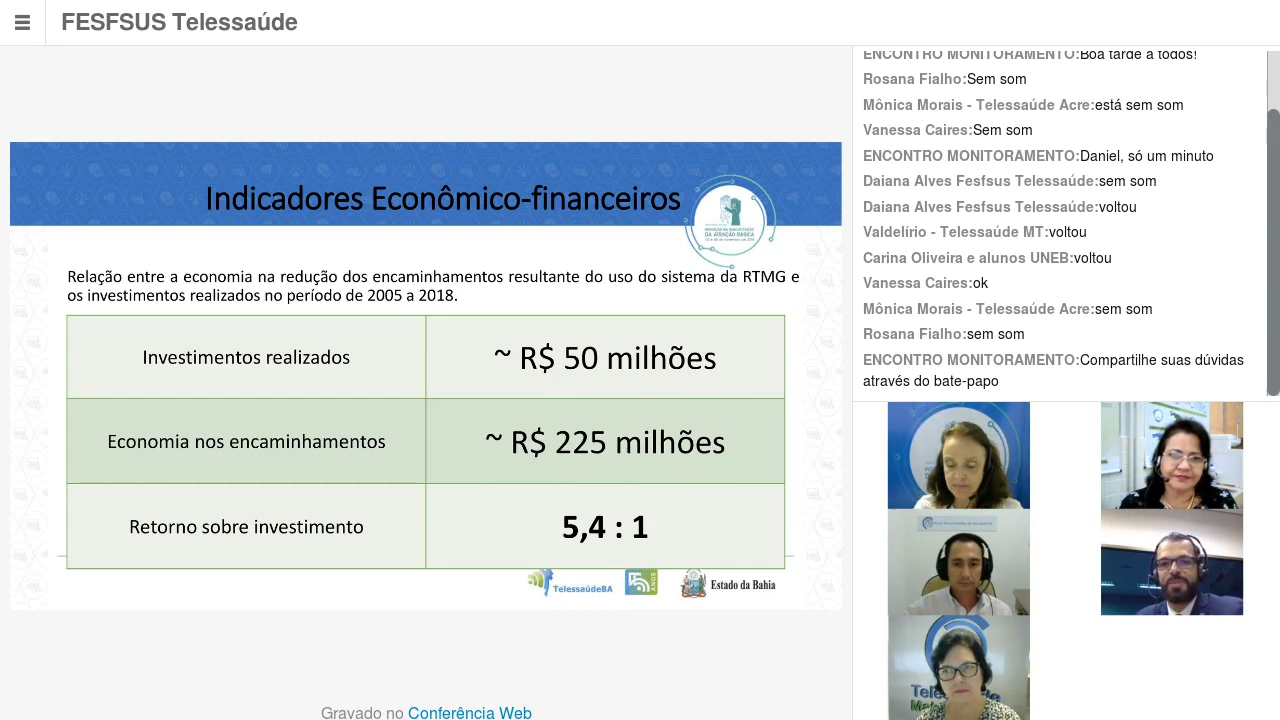 FESFSUS Telessaúde
Indicadores Econômico-financeiros
INOVAÇÃO NA QUALIFICAÇÃO
DA ATENÇÃO BÁSICA
Relação entre a economia na redução dos encaminhamentos resultante do uso do sistema da RTMG e
os investimentos realizados no período de 2005 a 2018.
Investimentos realizados
~ R$ 50 milhões
Economia nos encaminhamentos
~ R$ 225 milhões
Retorno sobre investimento
5,4 : 1
TelessaúdeBA
Estado da Bahia
Gravado no Conferência Web
ENCONTRO MONITORAMENTO:Boa tarde a todos!
Rosana Fialho:Sem som
Mônica Morais - Telessaúde Acre:está sem som
Vanessa Caires:Sem som
ENCONTRO MONITORAMENTO:Daniel, só um minuto
Daiana Alves Fesfsus Telessaúde:sem som
Daiana Alves Fesfsus Telessaúde:voltou
Valdelírio - Telessaúde MT:voltou
Carina Oliveira e alunos UNEB:voltou
Vanessa Caires:ok
Mônica Morais - Telessaúde Acre:sem som
Rosana Fialho:sem som
ENCONTRO MONITORAMENTO:Compartilhe suas dúvidas
através do bate-papo